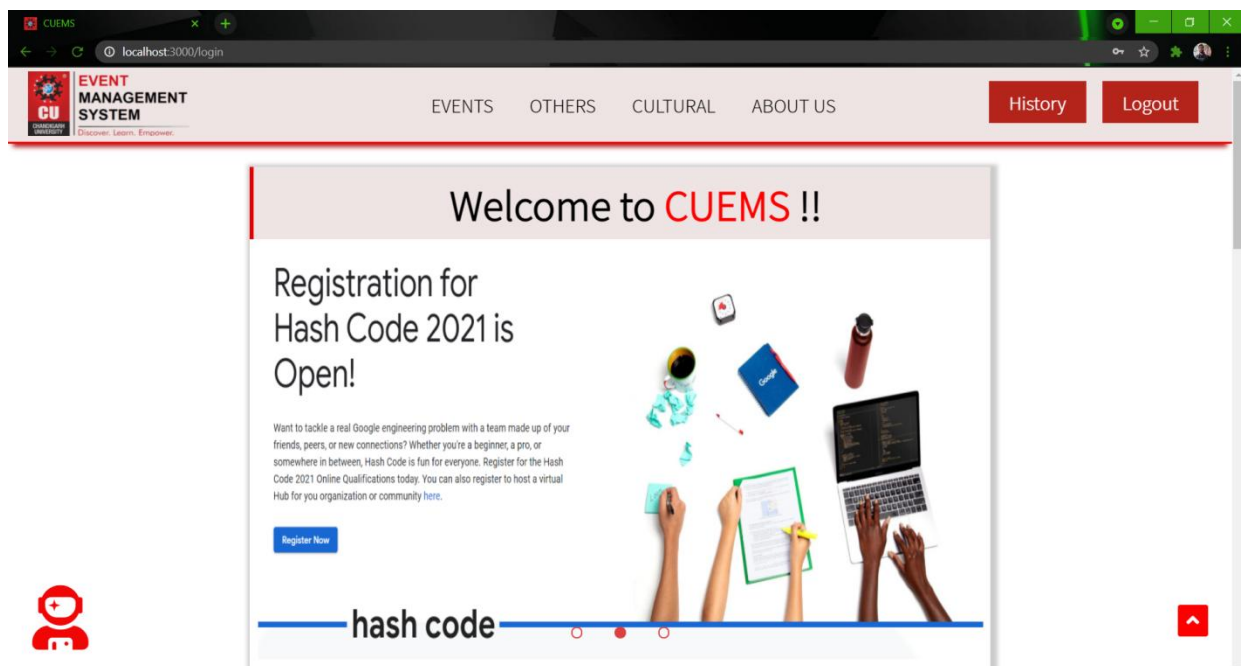 CUEMS
localhost:3000/login
CU
CHANDIGARH
UNIVERSITY
EVENT
MANAGEMENT
SYSTEM
Discover. Learn. Empower.
EVENTS OTHERS CULTURAL ABOUT US
History Logout
Welcome to CUEMS !!
Registration for
Hash Code 2021 is
Open!
Want to tackle a real Google engineering problem with a team made up of your
friends, peers, or new connections? Whether you're a beginner, a pro, or
somewhere in between, Hash Code is fun for everyone. Register for the Hash
Code 2021 Online Qualifications today. You can also register to host a virtual
Hub for you organization or community here.
Register Now
Google
hash code